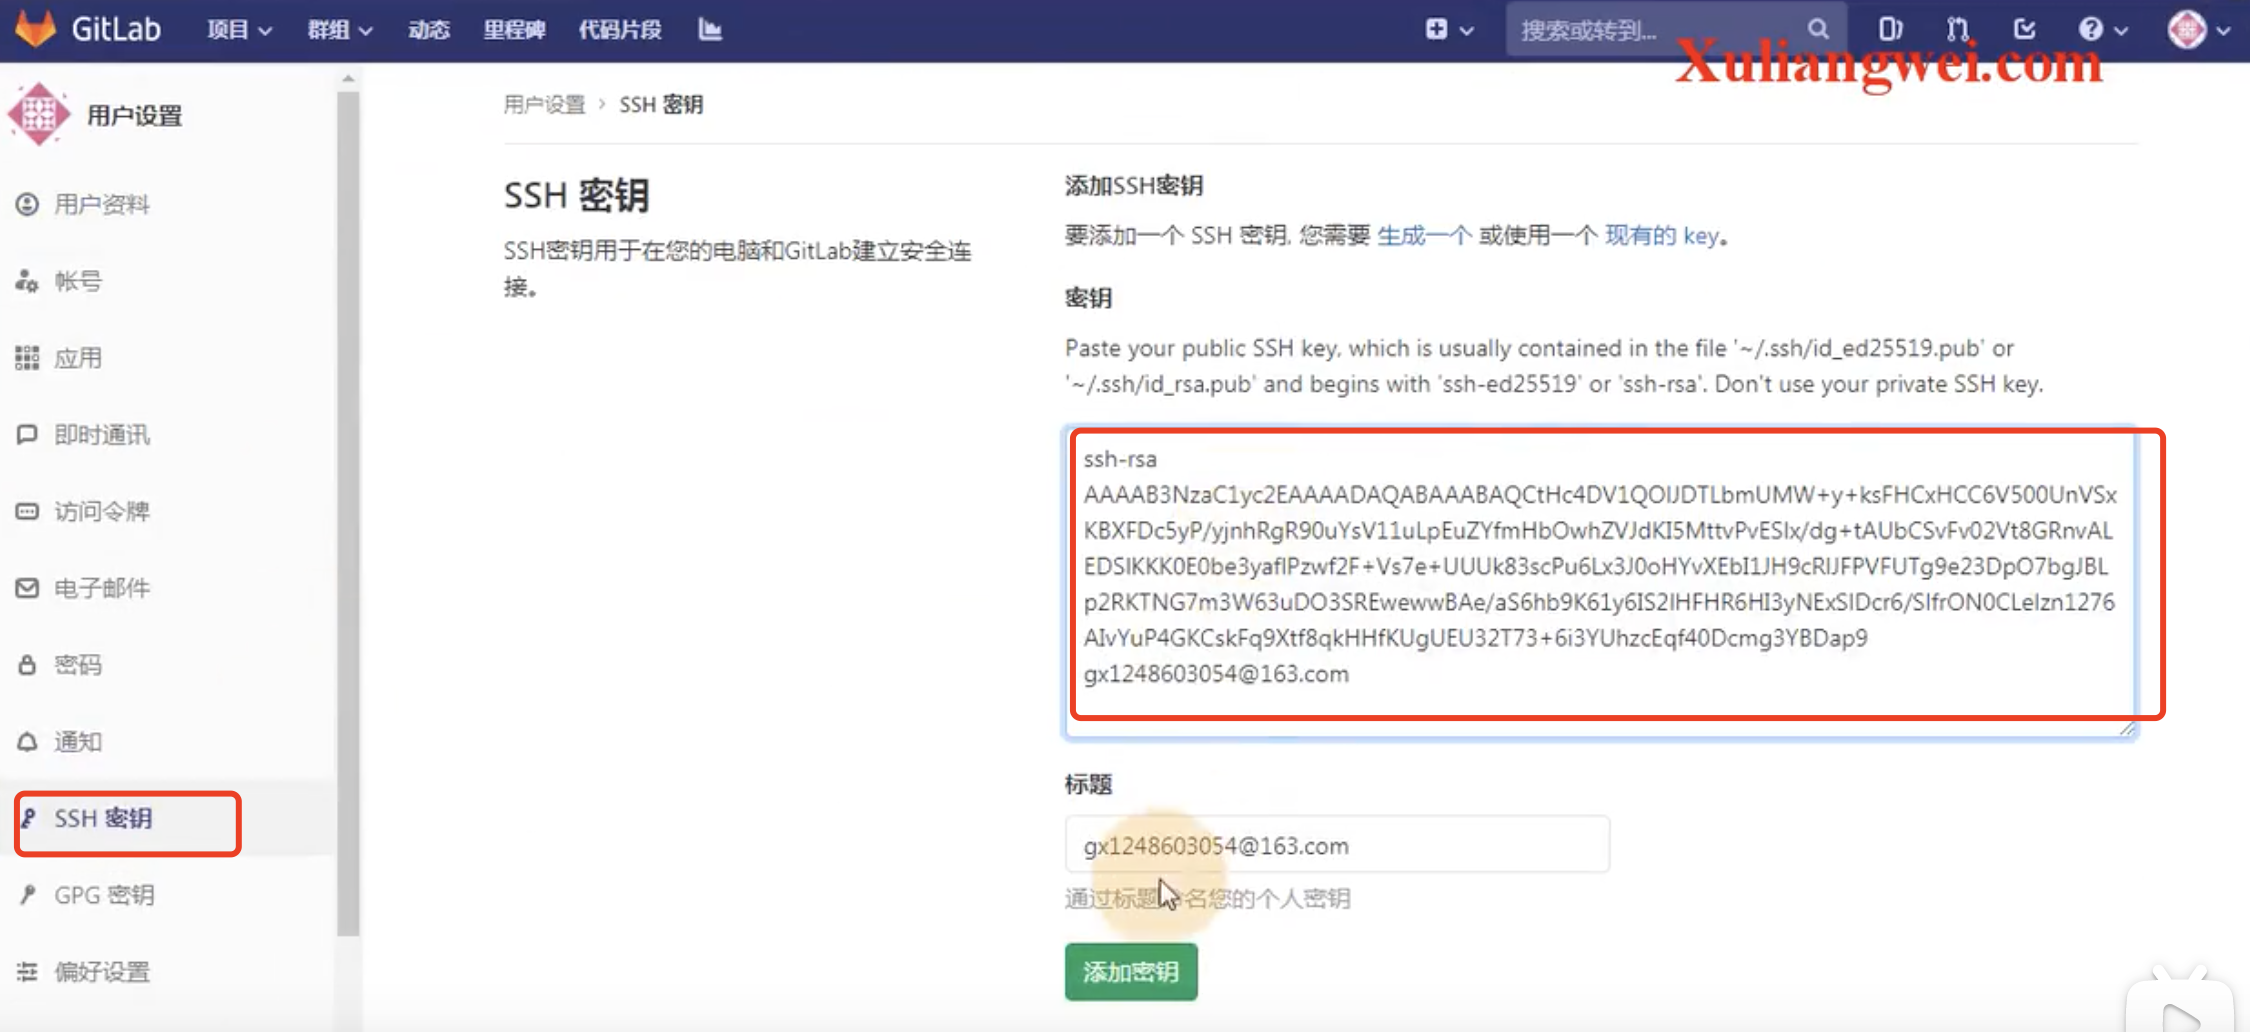 GitLab 项目 群组 动态 里程碑 代码片段 搜索或转到...
Xuliangwei.com
用户设置
用户资料
帐号
应用
即时通讯
访问令牌
电子邮件
密码
通知
SSH 密钥
GPG 密钥
偏好设置
用户设置 › SSH 密钥
SSH 密钥
SSH密钥用于在您的电脑和GitLab建立安全连
接。
添加SSH密钥
要添加一个 SSH 密钥, 您需要 生成一个 或使用一个 现有的 key。
密钥
Paste your public SSH key, which is usually contained in the file '~/.ssh/id_ed25519.pub' or
'~/.ssh/id_rsa.pub' and begins with 'ssh-ed25519' or 'ssh-rsa'. Don't use your private SSH key.
ssh-rsa
AAAAB3NzaC1yc2EAAAADAQABAAABAQCtHc4DV1QOIJDTLbmUMW+y+ksFHCxHCC6V500UnVSx
KBXFDc5yP/yjnhRgR90uYsV11uLpEuZYfmHbOwhZVJdKI5MttvPvESlx/dg+tAUbCSvFv02Vt8GRnvAL
EDSIKKK0E0be3yaflPzwf2F+Vs7e+UUUk83scPu6Lx3J0oHYvXEbI1JH9cRlJFPVFUTg9e23DpO7bgJBL
p2RKTNG7m3W63uDO3SREwewwBAe/aS6hb9K61y6IS2lHFHR6HI3yNExSlDcr6/SIfrON0CLelzn1276
AIvYuP4GKCskFq9Xtf8qkHHfKUgUEU32T73+6i3YUhzcEqf40Dcmg3YBDap9
gx1248603054@163.com
标题
gx1248603054@163.com
通过标题命名您的个人密钥
添加密钥